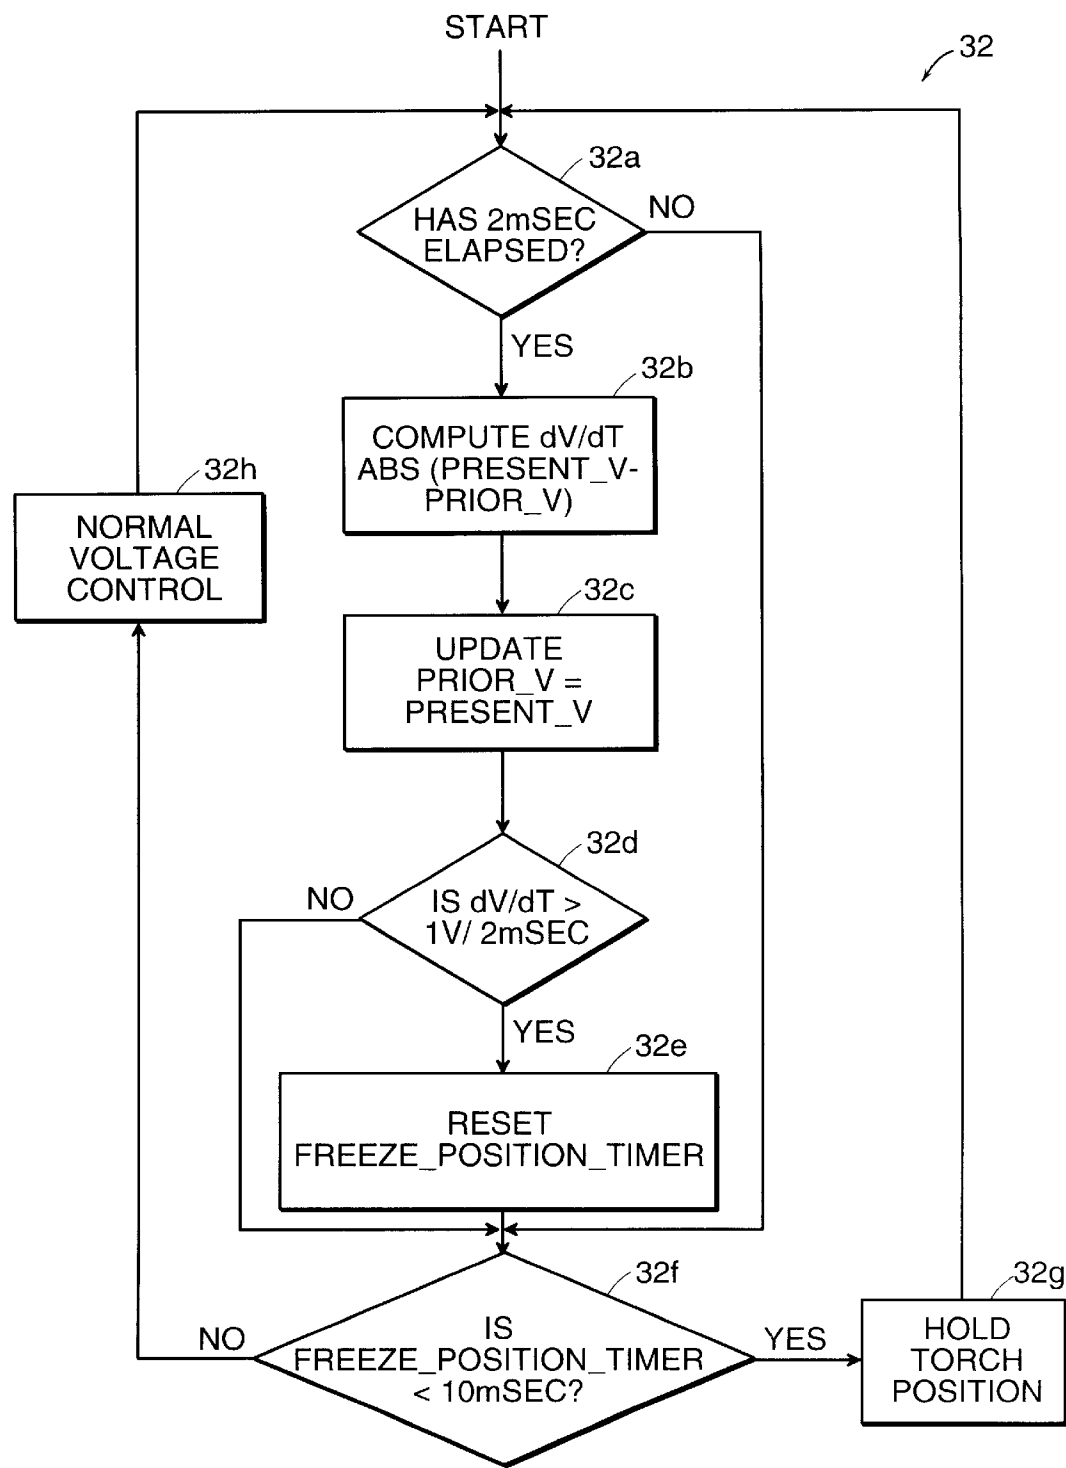 START
32
32a
HAS 2mSEC
ELAPSED?
NO
YES
32b
COMPUTE dV/dT
ABS (PRESENT_V-
PRIOR_V)
32h
NORMAL
VOLTAGE
CONTROL
32c
UPDATE
PRIOR_V =
PRESENT_V
32d
NO
IS dV/dT >
1V/ 2mSEC
YES
32e
RESET
FREEZE_POSITION_TIMER
32f
32g
NO
IS
FREEZE_POSITION_TIMER
< 10mSEC?
YES
HOLD
TORCH
POSITION